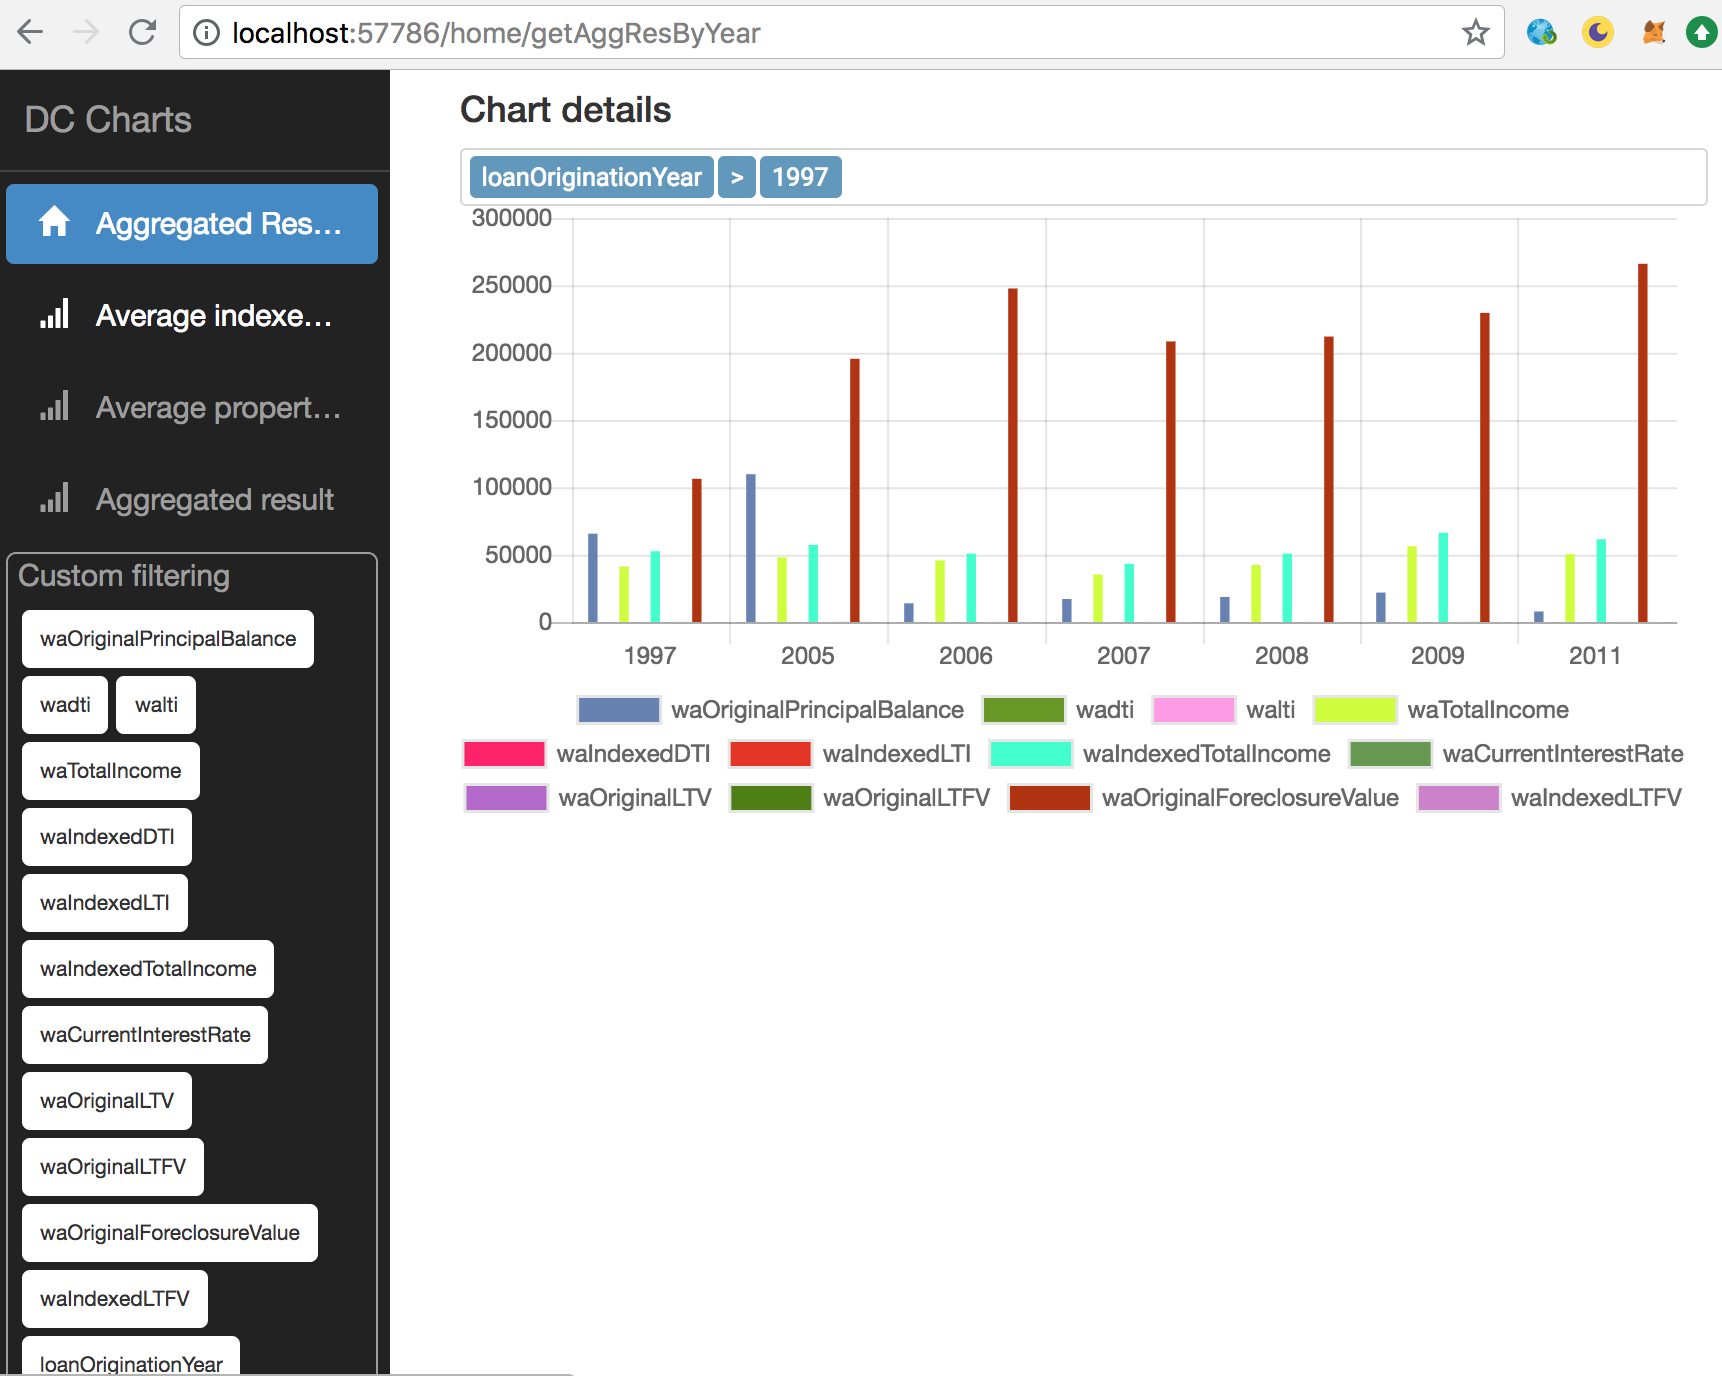 localhost:57786/home/getAggResByYear
DC Charts
Aggregated Res...
Average indexe...
Average propert...
Aggregated result
Custom filtering
waOriginalPrincipalBalance
wadti walti
waTotalIncome
waIndexedDTI
waIndexedLTI
waIndexedTotalIncome
waCurrentInterestRate
waOriginalLTV
waOriginalLTFV
waOriginalForeclosureValue
waIndexedLTFV
loanOriginationYear
Chart details
loanOriginationYear > 1997
300000
250000
200000
150000
100000
50000
0
1997 2005 2006 2007 2008 2009 2011
waOriginalPrincipalBalance wadti walti waTotalIncome
waIndexedDTI waIndexedLTI waIndexedTotalIncome waCurrentInterestRate
waOriginalLTV waOriginalLTFV waOriginalForeclosureValue waIndexedLTFV